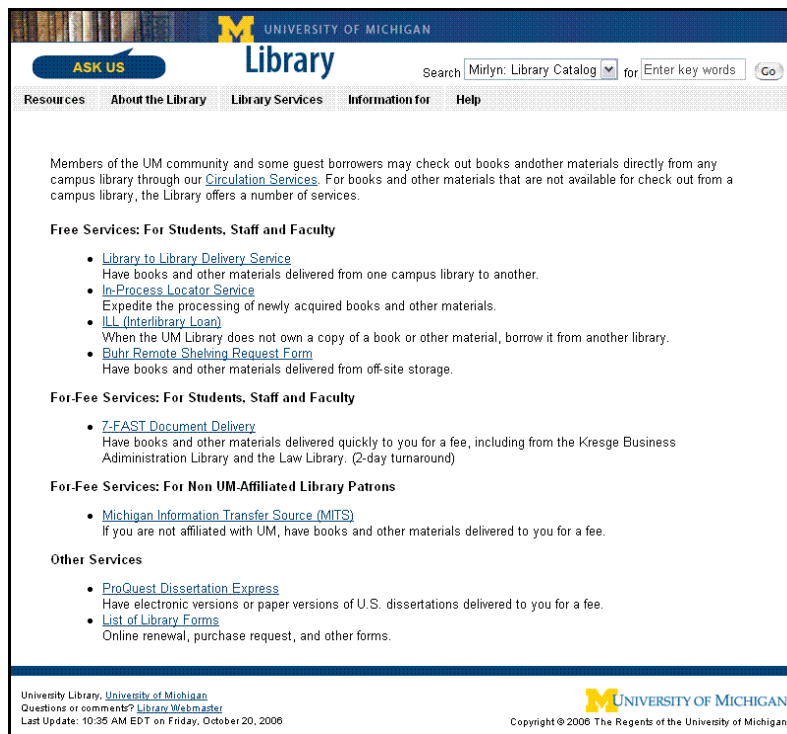 M UNIVERSITY OF MICHIGAN
ASK US
Library
Search Mirlyn: Library Catalog for Enter key words Go
Resources About the Library Library Services Information for Help
Members of the UM community and some guest borrowers may check out books andother materials directly from any
campus library through our Circulation Services. For books and other materials that are not available for check out from a
campus library, the Library offers a number of services.
Free Services: For Students, Staff and Faculty
• Library to Library Delivery Service
Have books and other materials delivered from one campus library to another.
• In-Process Locator Service
Expedite the processing of newly acquired books and other materials.
• ILL (Interlibrary Loan)
When the UM Library does not own a copy of a book or other material, borrow it from another library.
• Buhr Remote Shelving Request Form
Have books and other materials delivered from off-site storage.
For-Fee Services: For Students, Staff and Faculty
• 7-FAST Document Delivery
Have books and other materials delivered quickly to you for a fee, including from the Kresge Business
Adiministration Library and the Law Library. (2-day turnaround)
For-Fee Services: For Non UM-Affiliated Library Patrons
• Michigan Information Transfer Source (MITS)
If you are not affiliated with UM, have books and other materials delivered to you for a fee.
Other Services
• ProQuest Dissertation Express
Have electronic versions or paper versions of U.S. dissertations delivered to you for a fee.
• List of Library Forms
Online renewal, purchase request, and other forms.
University Library, University of Michigan
Questions or comments? Library Webmaster
Last Update: 10:35 AM EDT on Friday, October 20, 2006
M UNIVERSITY OF MICHIGAN
Copyright © 2006 The Regents of the University of Michigan